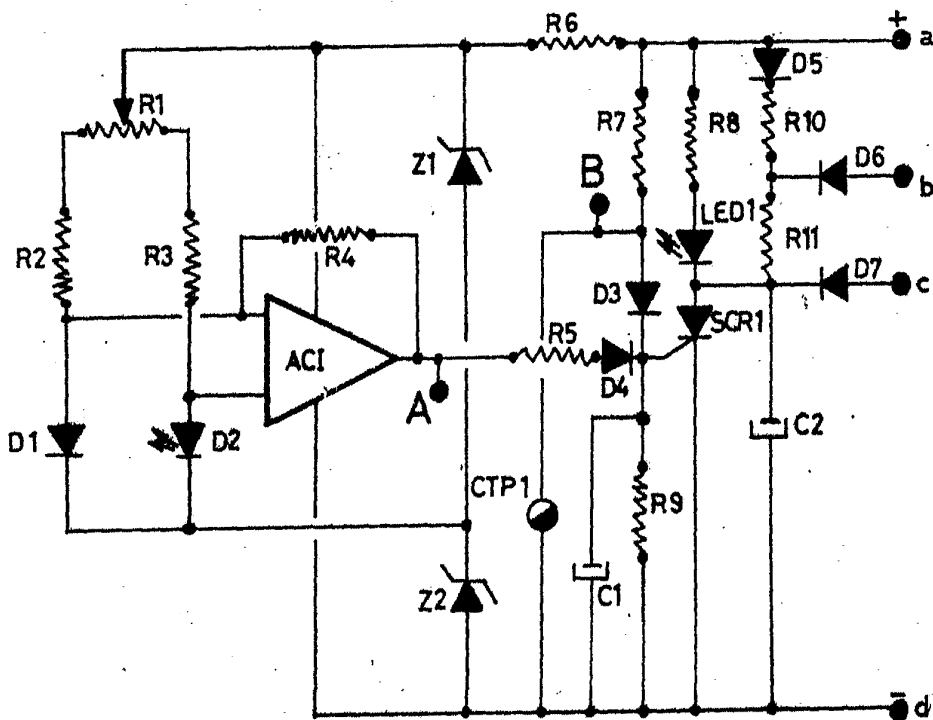 R6
+
a
D5
R1
R7
R8
R10
Z1
B
D6
b
LED1
R2
R3
R4
R11
D3
D7
c
R5
SCR1
ACI
D4
A
D1
D2
C2
CTP1
R9
Z2
C1
-
d